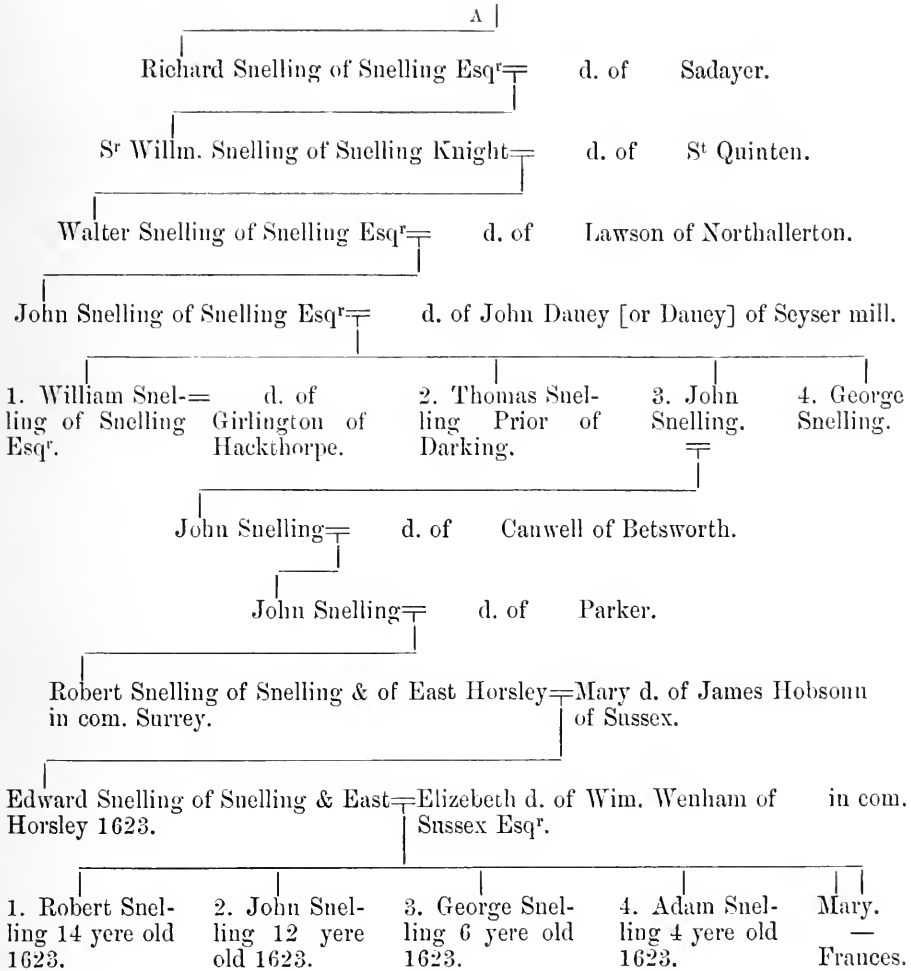 A
Richard Snelling of Snelling Esqʳ d. of Sadayer.
Sʳ Willm. Snelling of Snelling Knight d. of Sᵗ Quinten.
Walter Snelling of Snelling Esqʳ d. of Lawson of Northallerton.
John Snelling of Snelling Esqʳ d. of John Daney [or Dauey] of Seyser mill.
1. William Snel-= d. of 2. Thomas Snel- 3. John 4. George
ling of Snelling Girlington of ling Prior of Snelling. Snelling.
Esqʳ. Hackthorpe. Darking.
John Snelling d. of Canwell of Betsworth.
John Snelling d. of Parker.
Robert Snelling of Snelling & of East Horsley Mary d. of James Hobsonn
in com. Surrey. of Sussex.
Edward Snelling of Snelling & East Elizebeth d. of Wim. Wenham of in com.
Horsley 1623. Sussex Esqʳ.
1. Robert Snel- 2. John Snel- 3. George Snel- 4. Adam Snel- Mary.
ling 14 yere old ling 12 yere ling 6 yere old ling 4 yere old —
1623. old 1623. 1623. 1623. Frances.